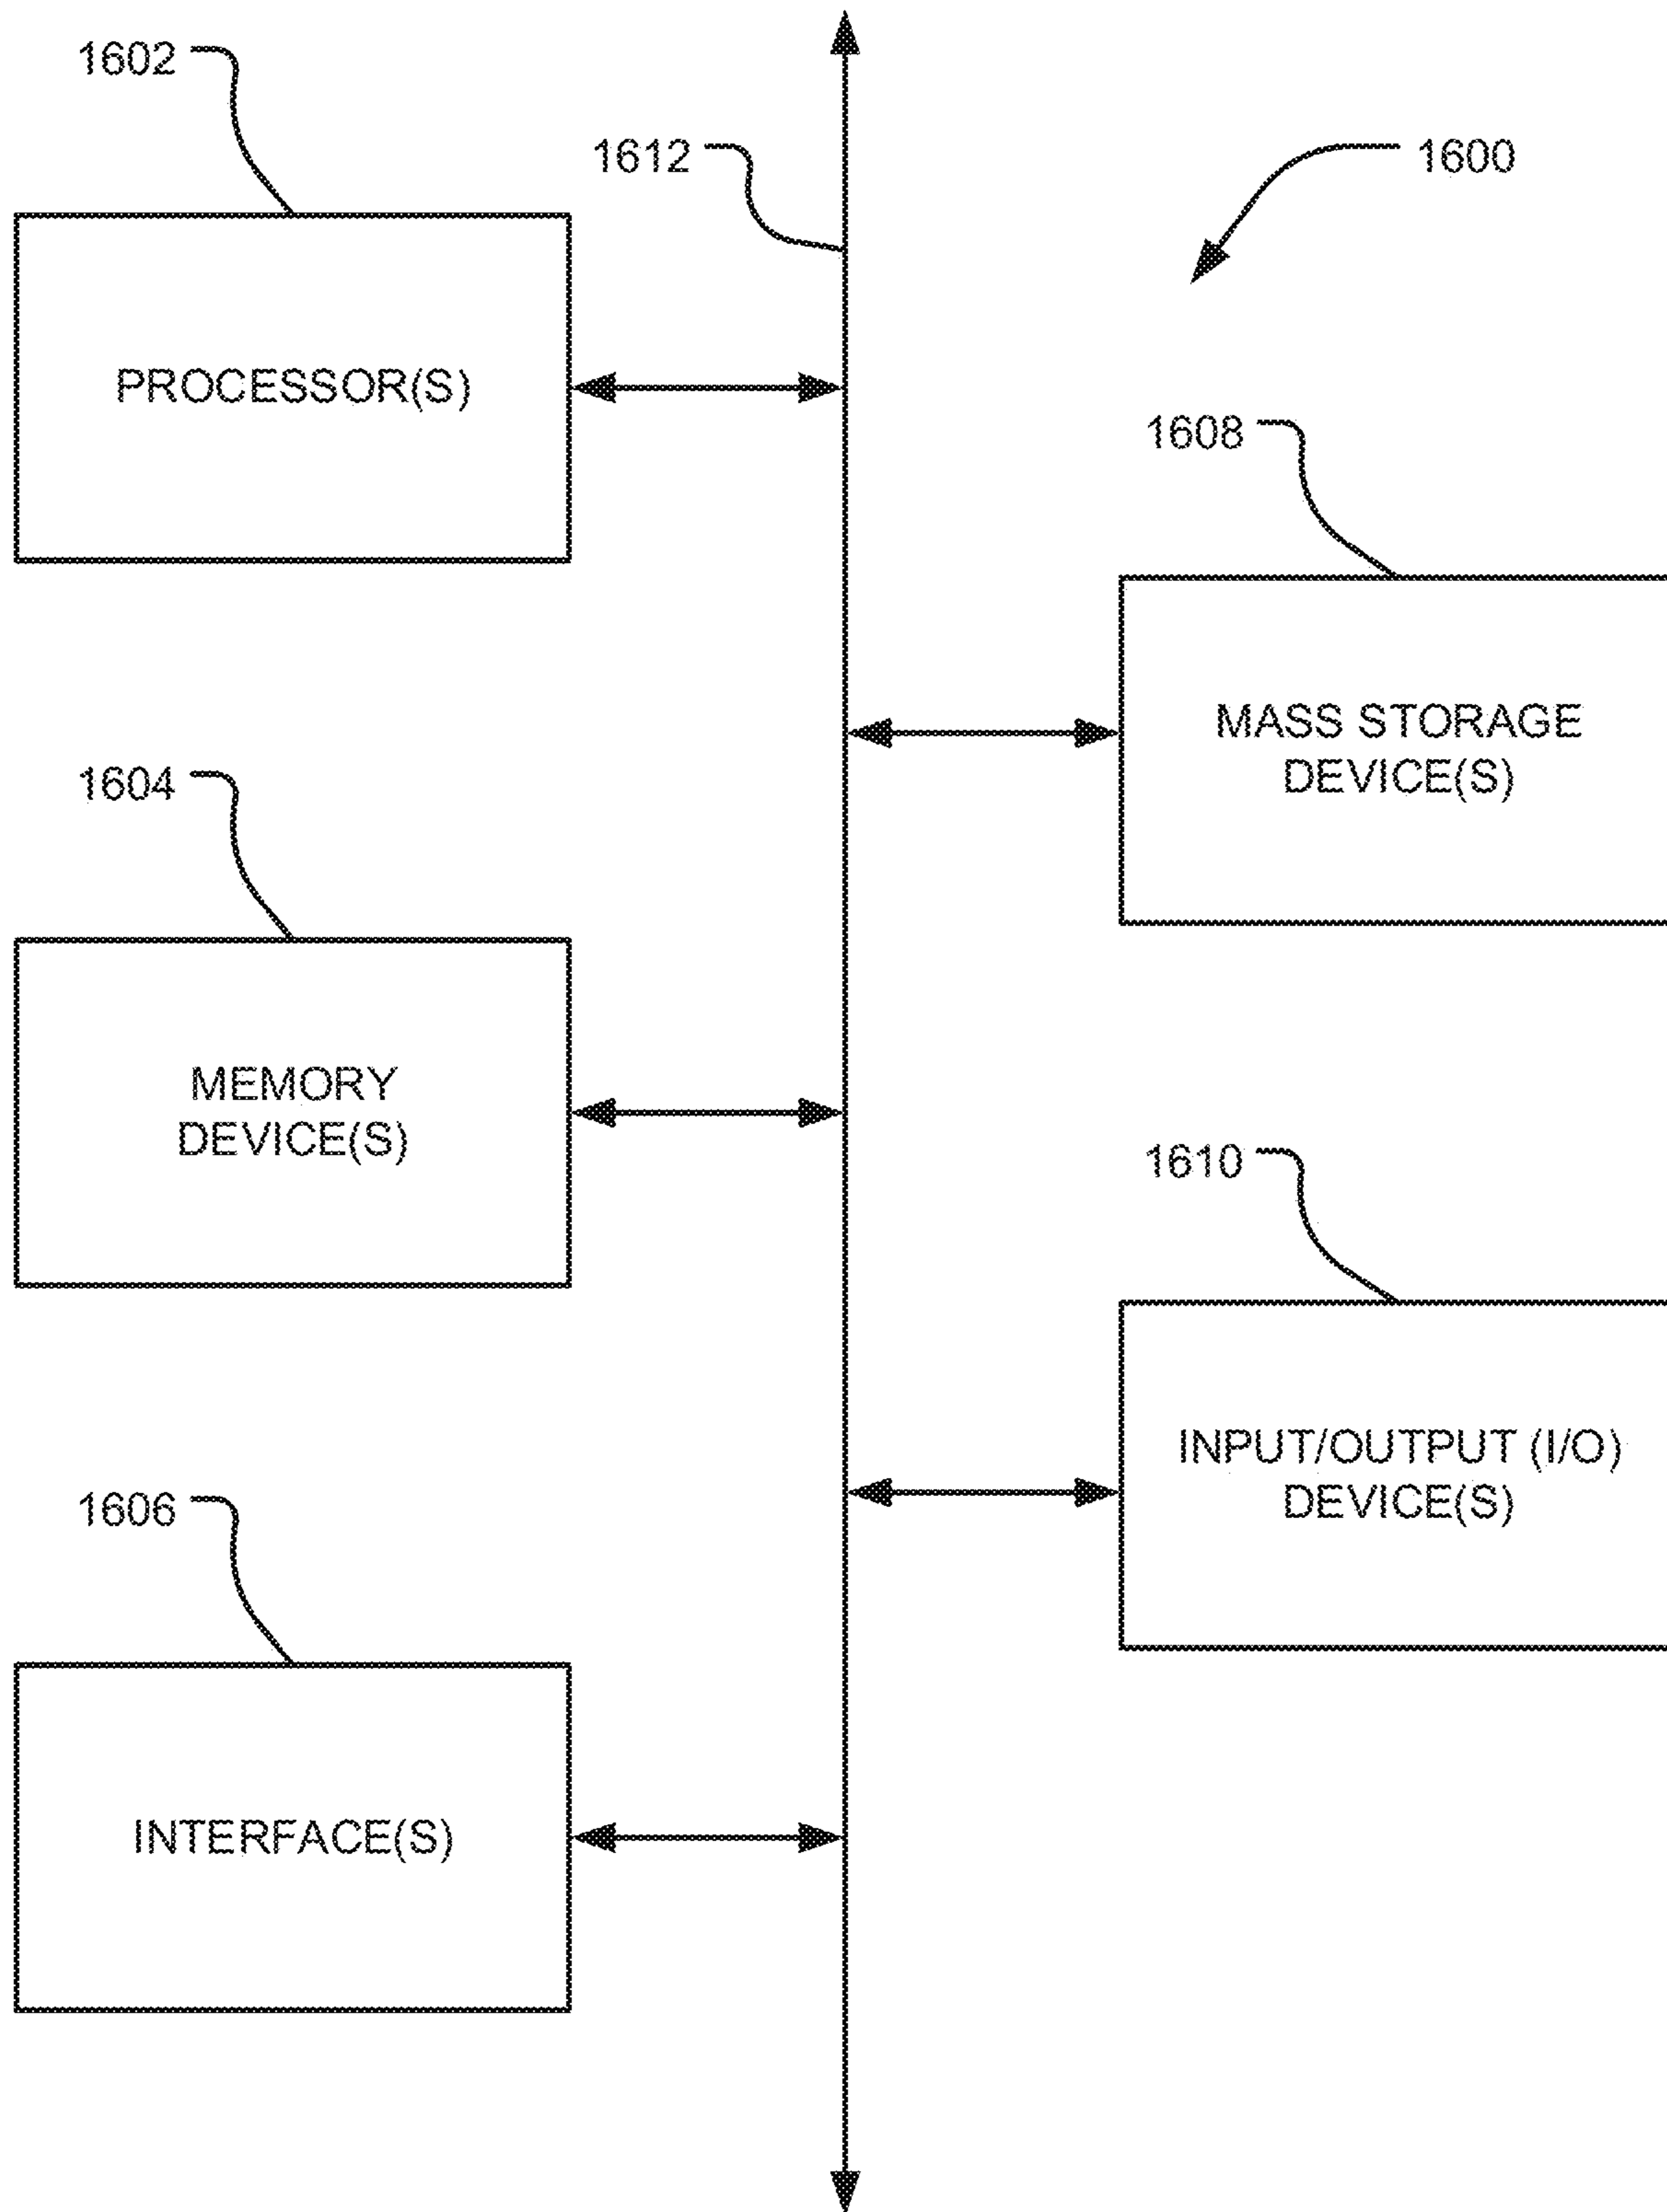 1602
1612
1600
PROCESSOR(S)
1608
MASS STORAGE
DEVICE(S)
1604
MEMORY
DEVICE(S)
1610
INPUT/OUTPUT (I/O)
DEVICE(S)
1606
INTERFACE(S)